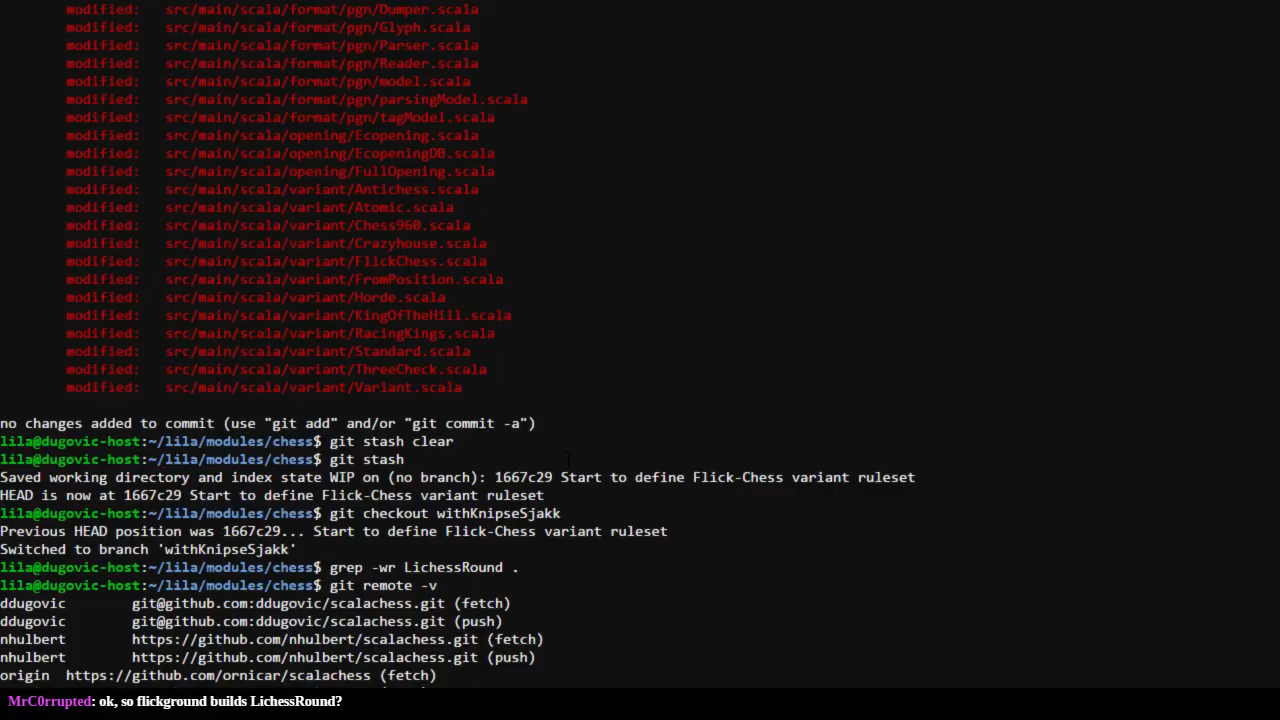 modified:   src/main/scala/format/pgn/Dumper.scala
modified:   src/main/scala/format/pgn/Glyph.scala
modified:   src/main/scala/format/pgn/Parser.scala
modified:   src/main/scala/format/pgn/Reader.scala
modified:   src/main/scala/format/pgn/model.scala
modified:   src/main/scala/format/pgn/parsingModel.scala
modified:   src/main/scala/format/pgn/tagModel.scala
modified:   src/main/scala/opening/Ecopening.scala
modified:   src/main/scala/opening/EcopeningDB.scala
modified:   src/main/scala/opening/FullOpening.scala
modified:   src/main/scala/variant/Antichess.scala
modified:   src/main/scala/variant/Atomic.scala
modified:   src/main/scala/variant/Chess960.scala
modified:   src/main/scala/variant/Crazyhouse.scala
modified:   src/main/scala/variant/FlickChess.scala
modified:   src/main/scala/variant/FromPosition.scala
modified:   src/main/scala/variant/Horde.scala
modified:   src/main/scala/variant/KingOfTheHill.scala
modified:   src/main/scala/variant/RacingKings.scala
modified:   src/main/scala/variant/Standard.scala
modified:   src/main/scala/variant/ThreeCheck.scala
modified:   src/main/scala/variant/Variant.scala
no changes added to commit (use "git add" and/or "git commit -a")
lila@dugovic-host:~/lila/modules/chess$ git stash clear
lila@dugovic-host:~/lila/modules/chess$ git stash
Saved working directory and index state WIP on (no branch): 1667c29 Start to define Flick-Chess variant ruleset
HEAD is now at 1667c29 Start to define Flick-Chess variant ruleset
lila@dugovic-host:~/lila/modules/chess$ git checkout withKnipseSjakk
Previous HEAD position was 1667c29... Start to define Flick-Chess variant ruleset
Switched to branch 'withKnipseSjakk'
lila@dugovic-host:~/lila/modules/chess$ grep -wr LichessRound .
lila@dugovic-host:~/lila/modules/chess$ git remote -v
ddugovic        git@github.com:ddugovic/scalachess.git (fetch)
ddugovic        git@github.com:ddugovic/scalachess.git (push)
nhulbert        https://github.com/nhulbert/scalachess.git (fetch)
nhulbert        https://github.com/nhulbert/scalachess.git (push)
origin  https://github.com/ornicar/scalachess (fetch)
MrC0rrupted: ok, so flickground builds LichessRound?